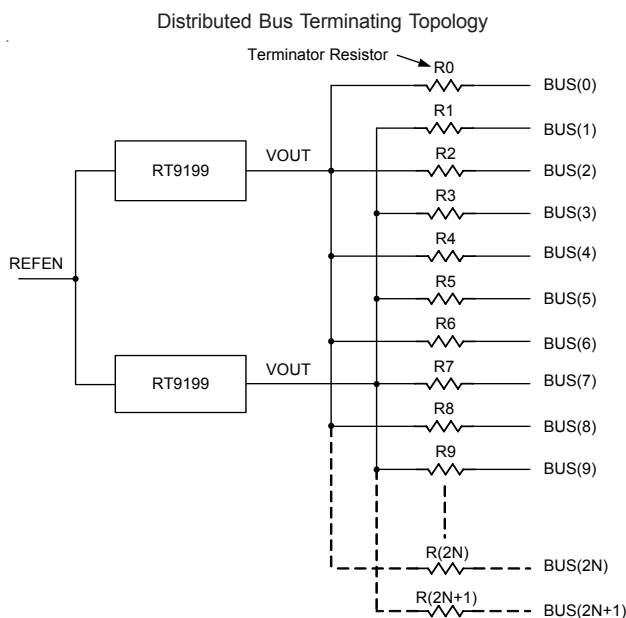 Distributed Bus Terminating Topology
Terminator Resistor
R0
BUS(0)
R1
BUS(1)
RT9199
VOUT
R2
BUS(2)
R3
BUS(3)
R4
BUS(4)
REFEN
R5
BUS(5)
R6
BUS(6)
RT9199
VOUT
R7
BUS(7)
R8
BUS(8)
R9
BUS(9)
R(2N)
BUS(2N)
R(2N+1)
BUS(2N+1)